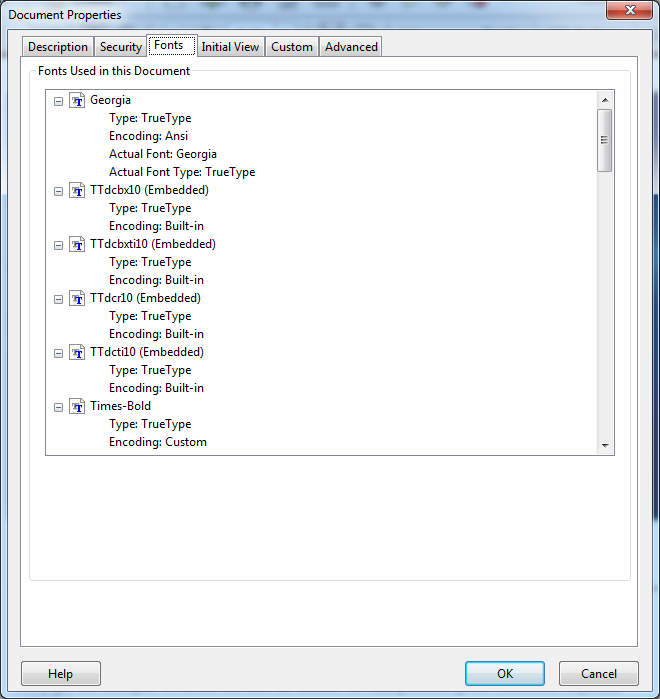 Document Properties
Description Security Fonts Initial View Custom Advanced
Fonts Used in this Document
Georgia
Type: TrueType
Encoding: Ansi
Actual Font: Georgia
Actual Font Type: TrueType
TTdcbx10 (Embedded)
Type: TrueType
Encoding: Built-in
TTdcbxti10 (Embedded)
Type: TrueType
Encoding: Built-in
TTdcr10 (Embedded)
Type: TrueType
Encoding: Built-in
TTdcti10 (Embedded)
Type: TrueType
Encoding: Built-in
Times-Bold
Type: TrueType
Encoding: Custom
Help OK Cancel